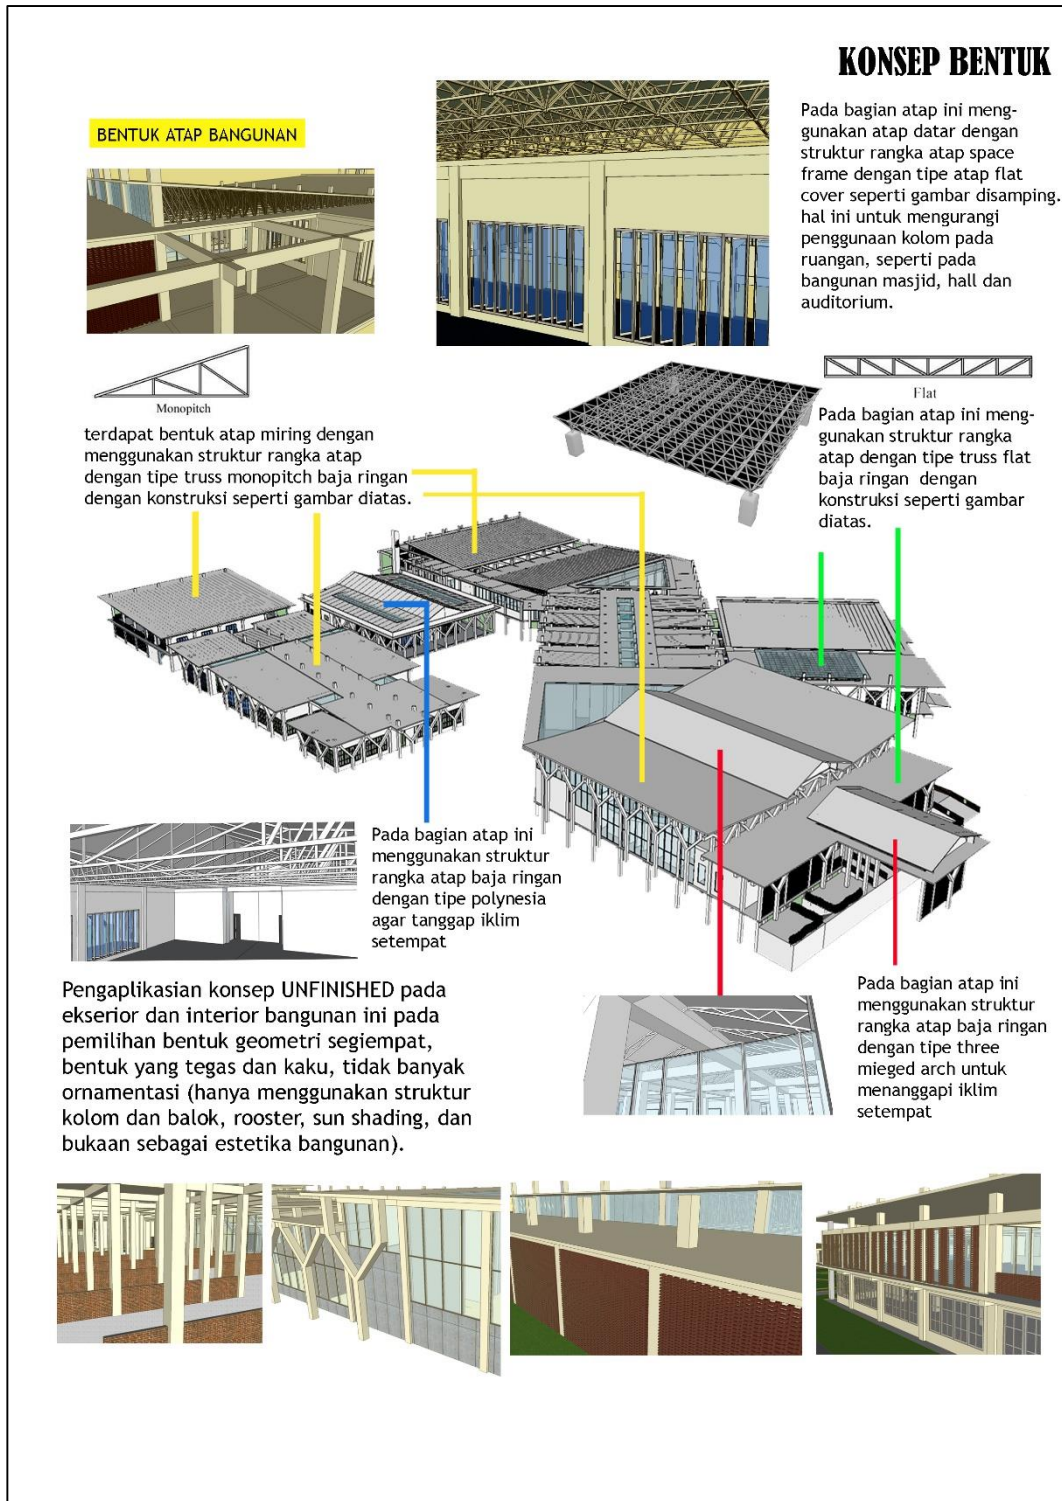 KONSEP BENTUK
BENTUK ATAP BANGUNAN
Pada bagian atap ini meng-
gunakan atap datar dengan
struktur rangka atap space
frame dengan tipe atap flat
cover seperti gambar disamping.
hal ini untuk mengurangi
penggunaan kolom pada
ruangan, seperti pada
bangunan masjid, hall dan
auditorium.
Monopitch
terdapat bentuk atap miring dengan
menggunakan struktur rangka atap
dengan tipe truss monopitch baja ringan
dengan konstruksi seperti gambar diatas.
Flat
Pada bagian atap ini meng-
gunakan struktur rangka
atap dengan tipe truss flat
baja ringan dengan
konstruksi seperti gambar
diatas.
Pada bagian atap ini
menggunakan struktur
rangka atap baja ringan
dengan tipe polynesia
agar tanggap iklim
setempat
Pada bagian atap ini
menggunakan struktur
rangka atap baja ringan
dengan tipe three
mieged arch untuk
menanggapi iklim
setempat
Pengaplikasian konsep UNFINISHED pada
ekserior dan interior bangunan ini pada
pemilihan bentuk geometri segiempat,
bentuk yang tegas dan kaku, tidak banyak
ornamentasi (hanya menggunakan struktur
kolom dan balok, rooster, sun shading, dan
bukaan sebagai estetika bangunan).